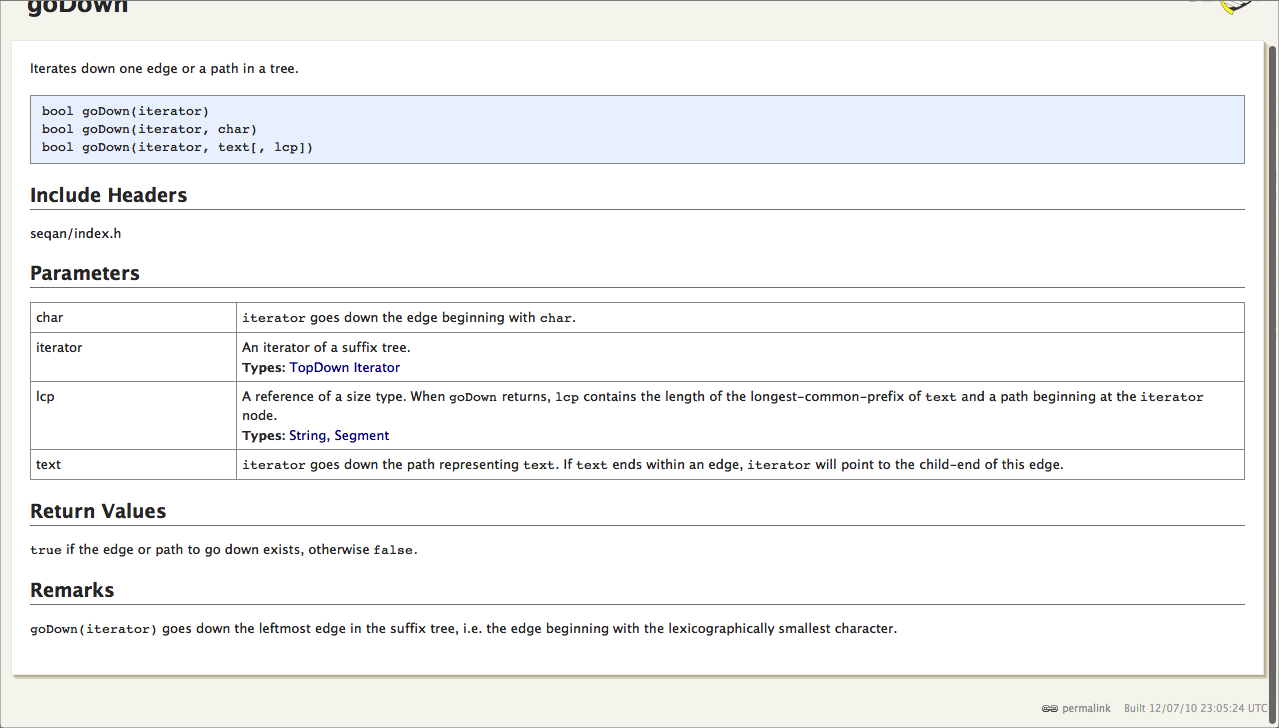 goDown
Iterates down one edge or a path in a tree.
bool goDown(iterator)
bool goDown(iterator, char)
bool goDown(iterator, text[, lcp])
Include Headers
seqan/index.h
Parameters
char iterator goes down the edge beginning with char.
iterator An iterator of a suffix tree.
Types: TopDown Iterator
lcp A reference of a size type. When goDown returns, lcp contains the length of the longest-common-prefix of text and a path beginning at the iterator
node.
Types: String, Segment
text iterator goes down the path representing text. If text ends within an edge, iterator will point to the child-end of this edge.
Return Values
true if the edge or path to go down exists, otherwise false.
Remarks
goDown(iterator) goes down the leftmost edge in the suffix tree, i.e. the edge beginning with the lexicographically smallest character.
permalink Built 12/07/10 23:05:24 UTC